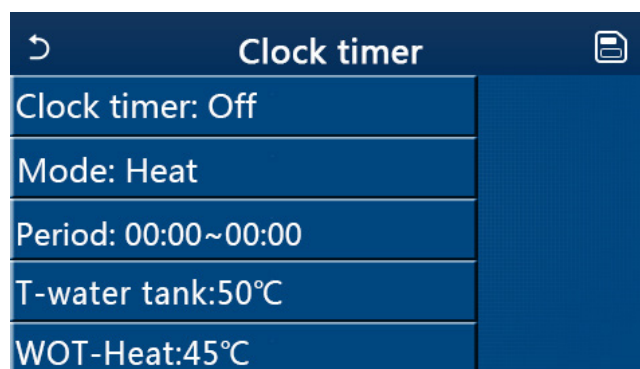 Clock timer
Clock timer: Off
Mode: Heat
Period: 00:00~00:00
T-water tank:50℃
WOT-Heat:45℃